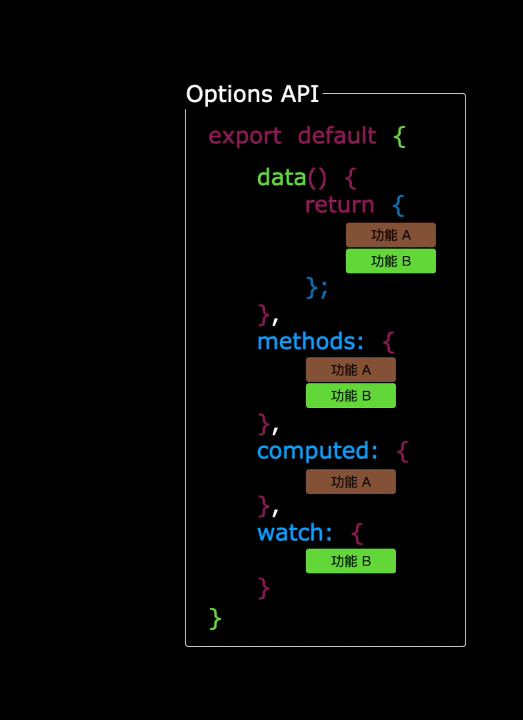 Options API
export default {
data() {
return {
功能 A
功能 B
};
},
methods: {
功能 A
功能 B
},
computed: {
功能 A
},
watch: {
功能 B
}
}